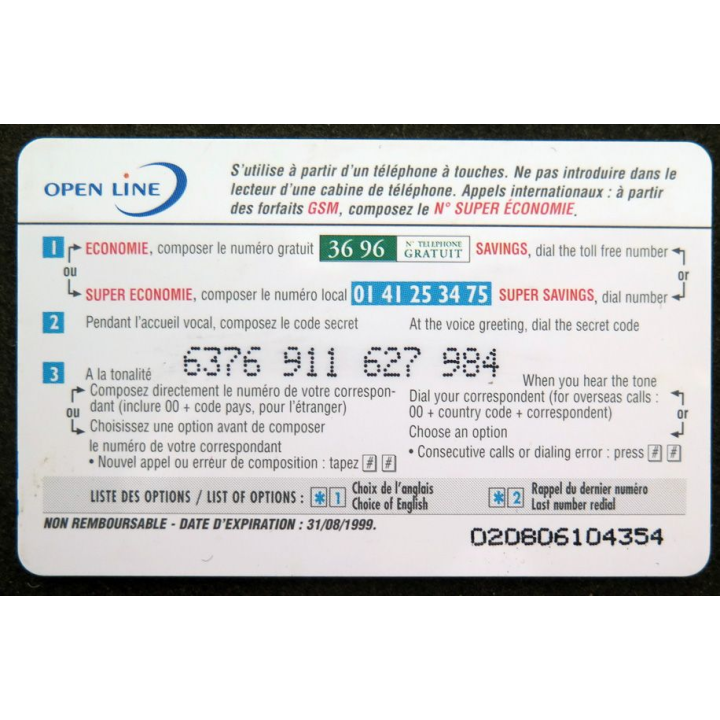 OPEN LINE
S'utilise à partir d'un téléphone à touches. Ne pas introduire dans le
lecteur d'une cabine de téléphone. Appels internationaux : à partir
des forfaits GSM, composez le N° SUPER ÉCONOMIE.
1 ECONOMIE, composer le numéro gratuit 36 96 N° TELEPHONE GRATUIT SAVINGS, dial the toll free number
ou or
SUPER ECONOMIE, composer le numéro local 01 41 25 34 75 SUPER SAVINGS, dial number
2 Pendant l'accueil vocal, composez le code secret At the voice greeting, dial the secret code
6376 911 627 984
3 A la tonalité When you hear the tone
Composez directement le numéro de votre correspon-
dant (inclure 00 + code pays, pour l'étranger)
ou
Choisissez une option avant de composer
le numéro de votre correspondant
• Nouvel appel ou erreur de composition : tapez # #
Dial your correspondent (for overseas calls :
00 + country code + correspondent)
or
Choose an option
• Consecutive calls or dialing error : press # #
LISTE DES OPTIONS / LIST OF OPTIONS : * 1 Choix de l'anglais * 2 Rappel du dernier numéro
Choice of English Last number redial
NON REMBOURSABLE - DATE D'EXPIRATION : 31/08/1999.
020806104354